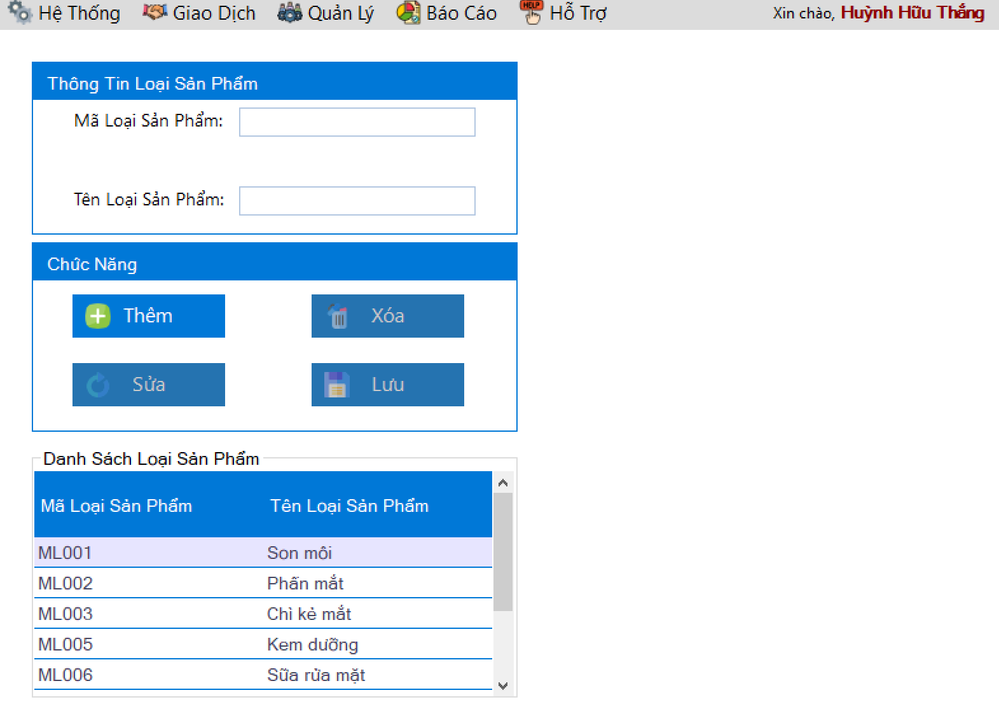 Hệ Thống Giao Dịch Quản Lý Báo Cáo HELP Hỗ Trợ Xin chào, Huỳnh Hữu Thắng
Thông Tin Loại Sản Phẩm
Mã Loại Sản Phẩm:
Tên Loại Sản Phẩm:
Chức Năng
Thêm Xóa
Sửa Lưu
Danh Sách Loại Sản Phẩm
Mã Loại Sản Phẩm Tên Loại Sản Phẩm
ML001 Son môi
ML002 Phấn mắt
ML003 Chì kẻ mắt
ML005 Kem dưỡng
ML006 Sữa rửa mặt